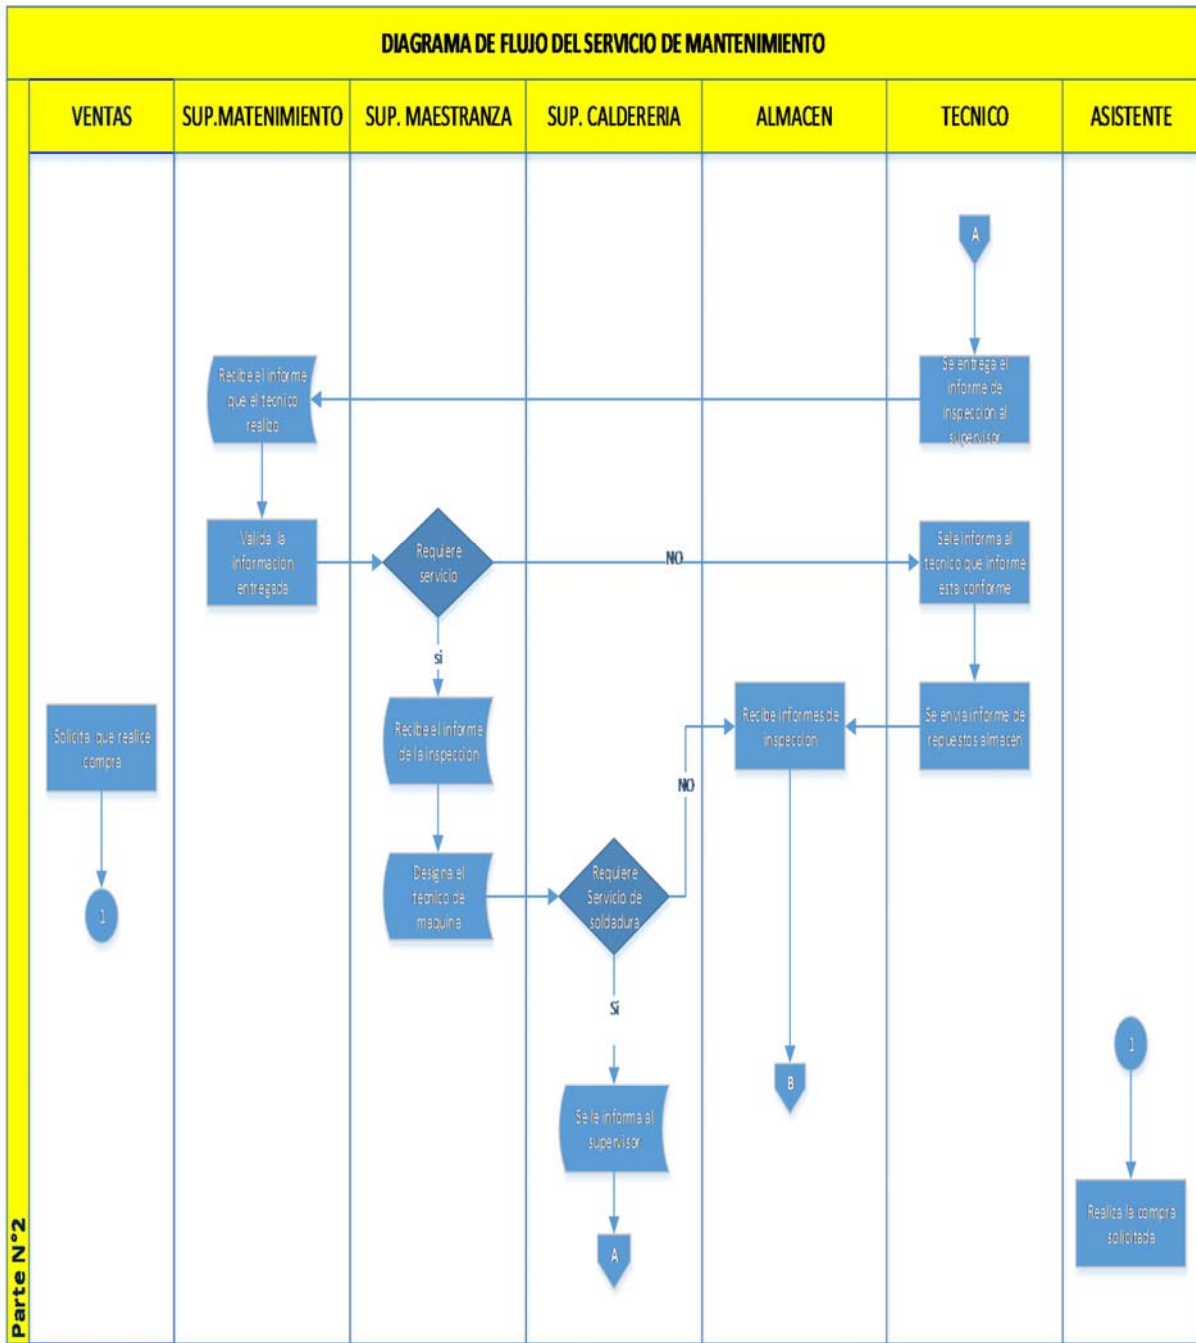 DIAGRAMA DE FLUJO DEL SERVICIO DE MANTENIMIENTO
VENTAS
SUP.MATENIMIENTO
SUP. MAESTRANZA
SUP. CALDERERIA
ALMACEN
TECNICO
ASISTENTE
A
Se entrega el
informe de
inspeccion al
supervisor
Recibe el informe
que el tecnico
realizo
Valida la
informacion
entregada
Requiere
servicio
NO
Se le informa al
tecnico que informe
esta conforme
si
Solicita que realice
compra
Recibe el informe
de la inspeccion
Recibe informes de
inspeccion
Se envia informe de
repuestos almacen
NO
1
Designa el
tecnico de
maquina
Requiere
Servicio de
soldadura
Si
1
B
Se le informa al
supervisor
Realiza la compra
solicitada
A
Parte N°2